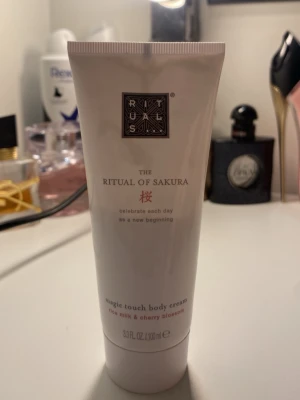 RIT
UALS
S...
®
THE
RITUAL OF SAKURA
桜
celebrate each day
as a new beginning
magic touch body cream
rice milk & cherry blossom